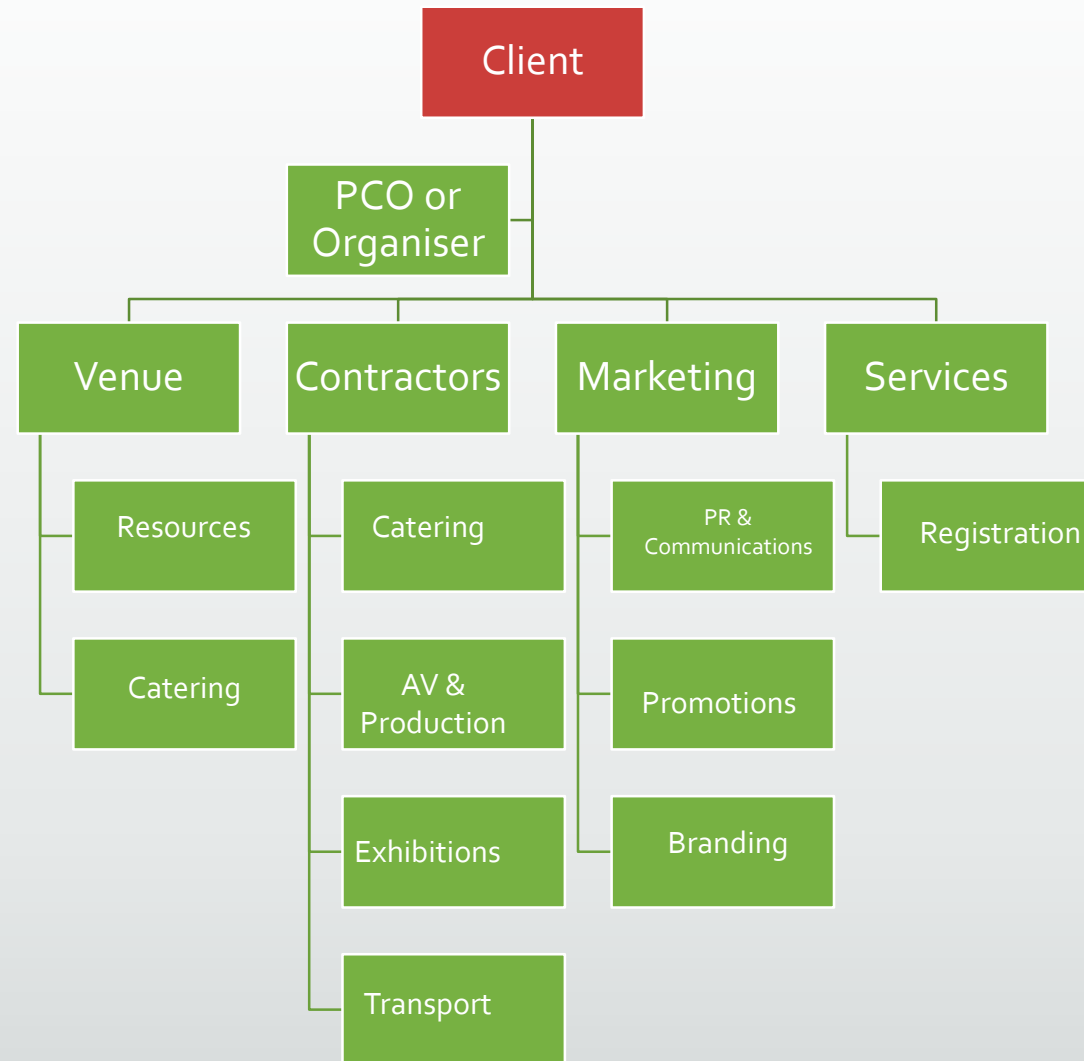 Client
PCO or
Organiser
Venue
Contractors
Marketing
Services
Resources
Catering
PR &
Communications
Registration
Catering
AV &
Production
Promotions
Exhibitions
Branding
Transport